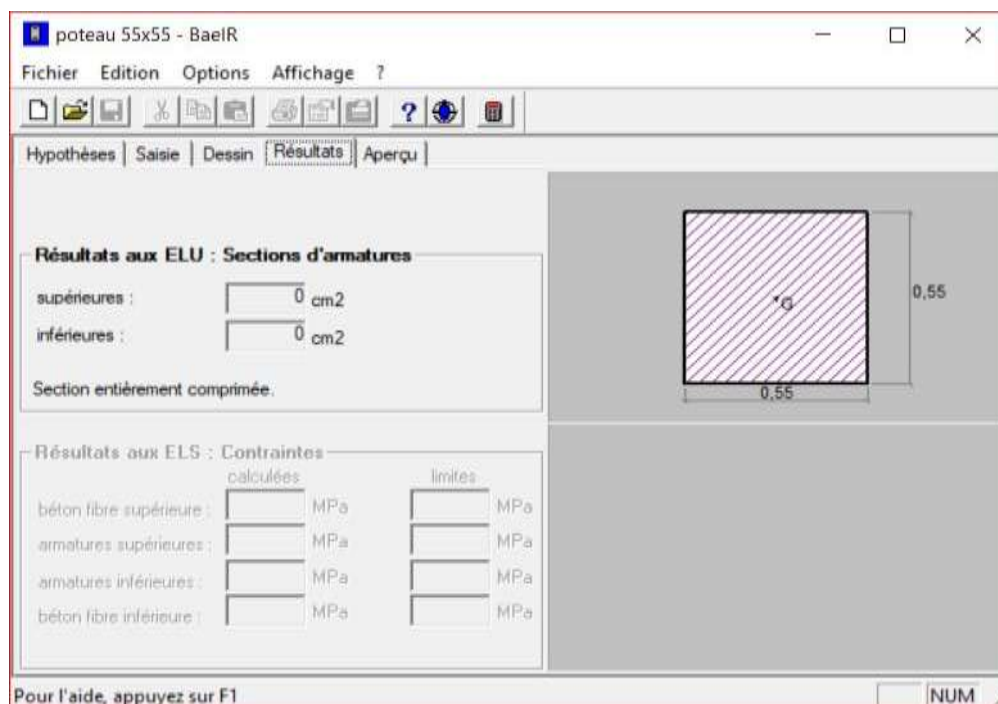 poteau 55x55 - BaelR
Fichier Edition Options Affichage ?
Hypothèses Saisie Dessin Résultats Aperçu
Résultats aux ELU : Sections d'armatures
supérieures : 0 cm2
inférieures : 0 cm2
Section entièrement comprimée.
G
0,55
0,55
Résultats aux ELS : Contraintes
calculées limites
béton fibre supérieure : MPa MPa
armatures supérieures : MPa MPa
armatures inférieures : MPa MPa
béton fibre inférieure : MPa MPa
Pour l'aide, appuyez sur F1 NUM